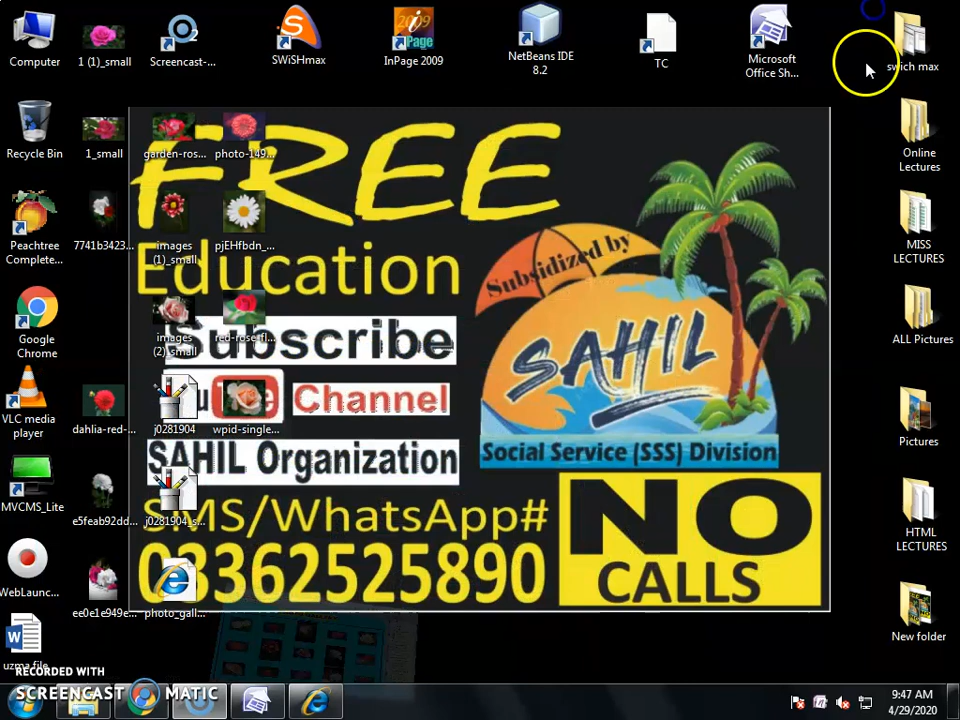 Computer
1 (1)_small
Screencast-...
SWiSHmax
InPage 2009
NetBeans IDE
8.2
TC
Microsoft
Office Sh...
swich max
Recycle Bin
1_small
garden-ros...
photo-149...
Online
Lectures
Peachtree
Complete...
7741b3423...
images
(1)_small
pjEHfbdn_...
MISS
LECTURES
Google
Chrome
images
(2)_small
red-rose-fl...
ALL Pictures
VLC media
player
dahlia-red-...
j0281904
wpid-single...
Pictures
MVCMS_Lite
e5feab92dd...
j0281904_s...
HTML
LECTURES
WebLaunc...
ee0e1e949e...
photo_gall...
New folder
uzma file
FREE
Education
Subscribe
Channel
SAHIL Organization
SMS/WhatsApp#
03362525890
Subsidized by
SAHIL
Social Service (SSS) Division
NO
CALLS
RECORDED WITH
SCREENCAST MATIC
9:47 AM
4/29/2020